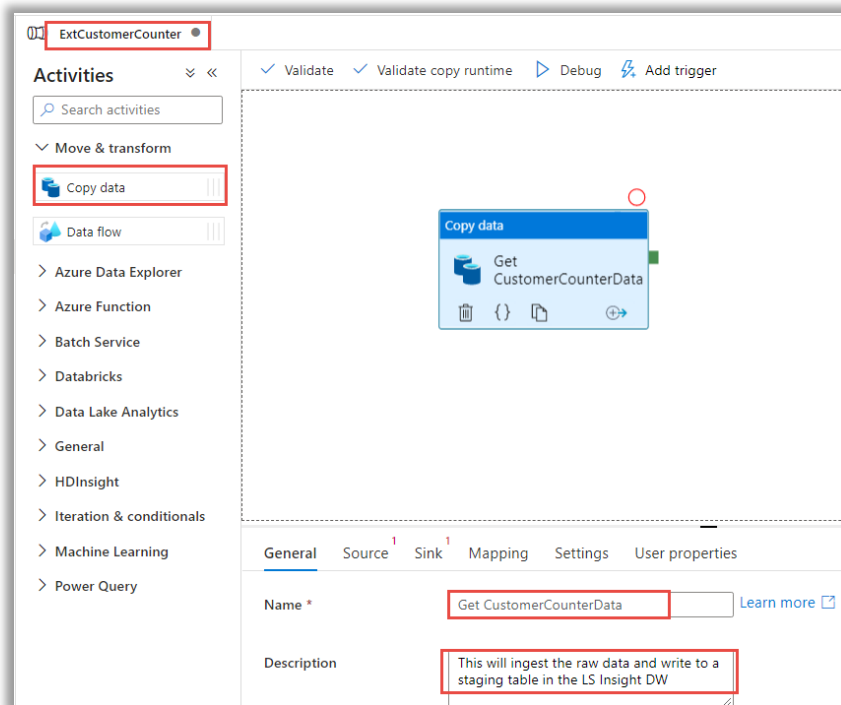 ExtCustomerCounter
Activities
Validate
Validate copy runtime
Debug
Add trigger
Search activities
Move & transform
Copy data
Data flow
Azure Data Explorer
Azure Function
Batch Service
Databricks
Data Lake Analytics
General
HDInsight
Iteration & conditionals
Machine Learning
Power Query
Copy data
Get
CustomerCounterData
{}
General
Source 1
Sink 1
Mapping
Settings
User properties
Name *
Get CustomerCounterData
Learn more
Description
This will ingest the raw data and write to a
staging table in the LS Insight DW